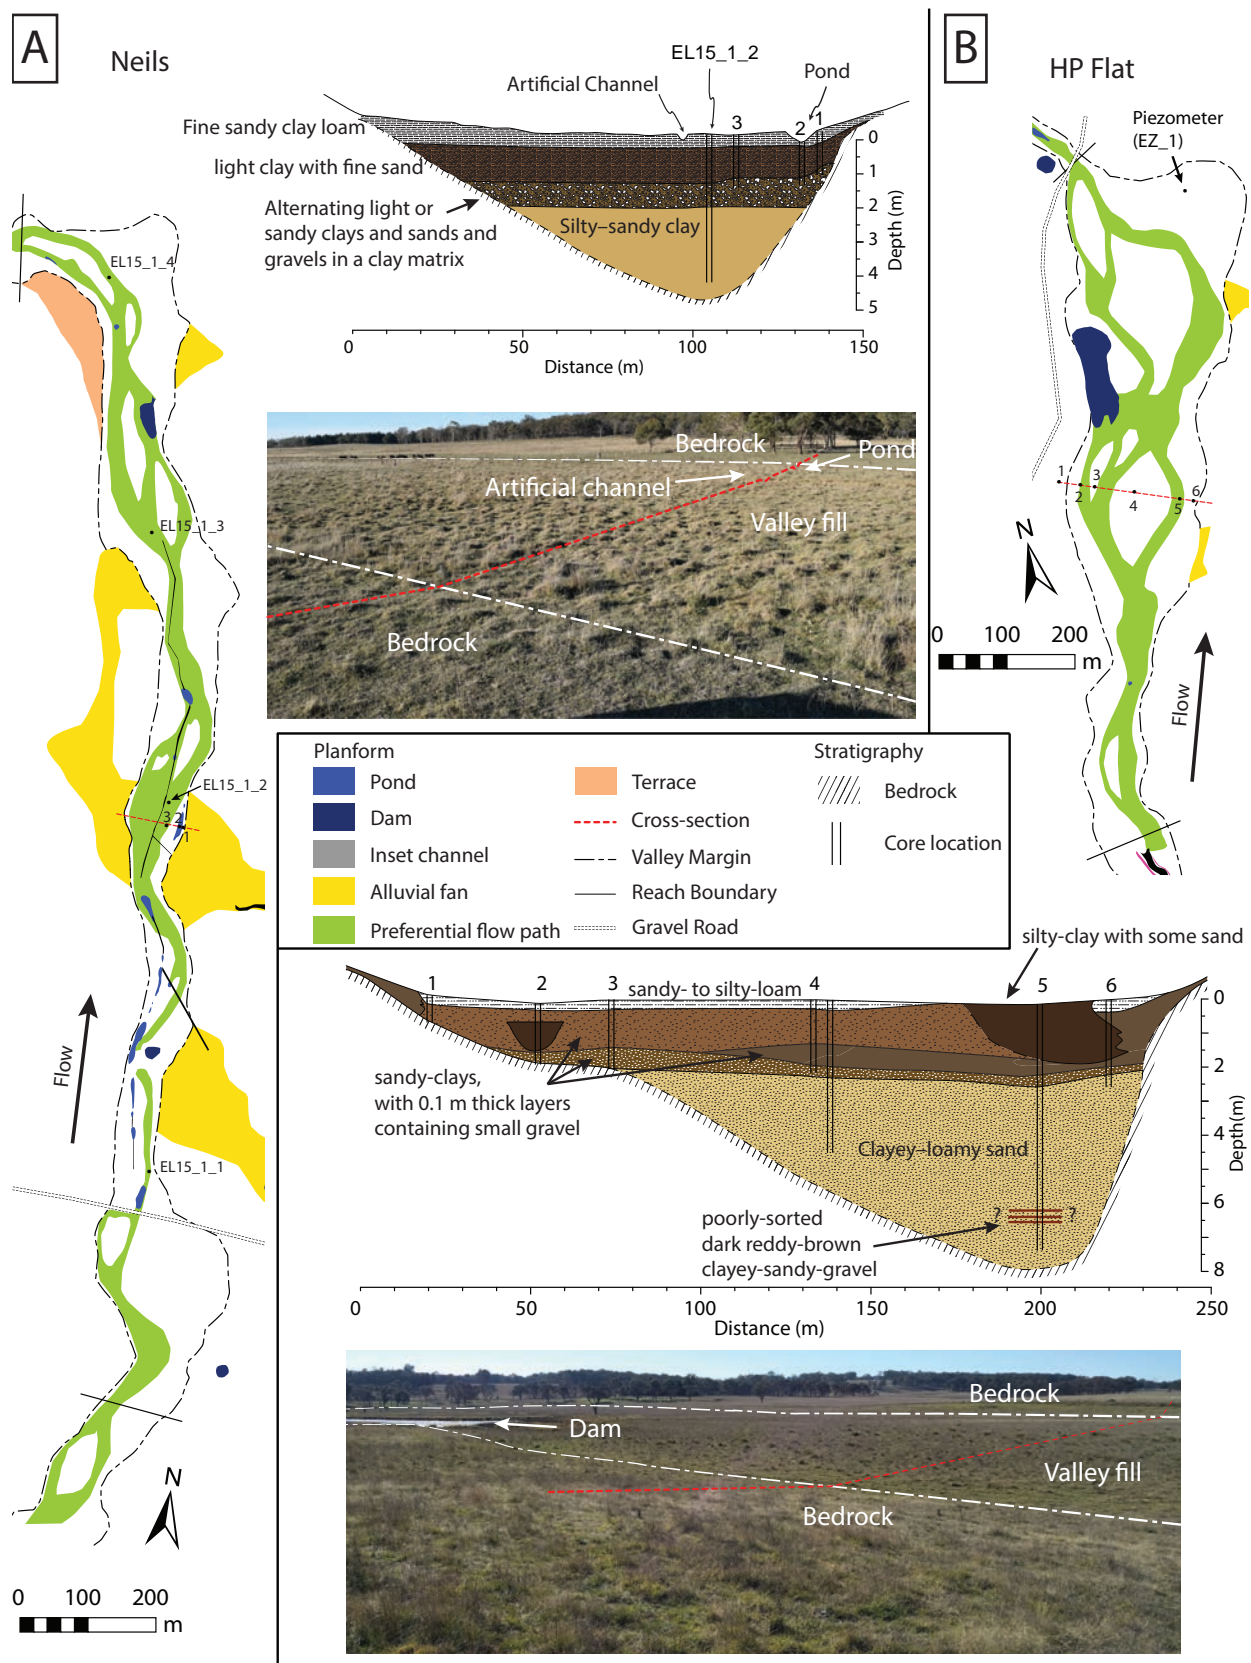 A
Neils
EL15_1_2
Artificial Channel
Pond
3
2
1
Fine sandy clay loam
light clay with fine sand
Alternating light or
sandy clays and sands and
gravels in a clay matrix
Silty–sandy clay
0
1
2
3
4
5
Depth (m)
0
50
100
150
Distance (m)
EL15_1_4
EL15_1_3
EL15_1_2
3
2
1
EL15_1_1
Flow
N
0
100
200
m
Bedrock
Pond
Artificial channel
Valley fill
Bedrock
B
HP Flat
Piezometer
(EZ_1)
1
2
3
4
5
6
N
0
100
200
m
Flow
Planform
Pond
Dam
Inset channel
Alluvial fan
Preferential flow path
Terrace
Cross-section
Valley Margin
Reach Boundary
Gravel Road
Stratigraphy
Bedrock
Core location
silty-clay with some sand
1
2
3
sandy- to silty-loam
4
5
6
sandy-clays,
with 0.1 m thick layers
containing small gravel
Clayey–loamy sand
poorly-sorted
dark reddy-brown
clayey-sandy-gravel
?
?
0
2
4
6
8
Depth(m)
0
50
100
150
200
250
Distance (m)
Bedrock
Dam
Valley fill
Bedrock